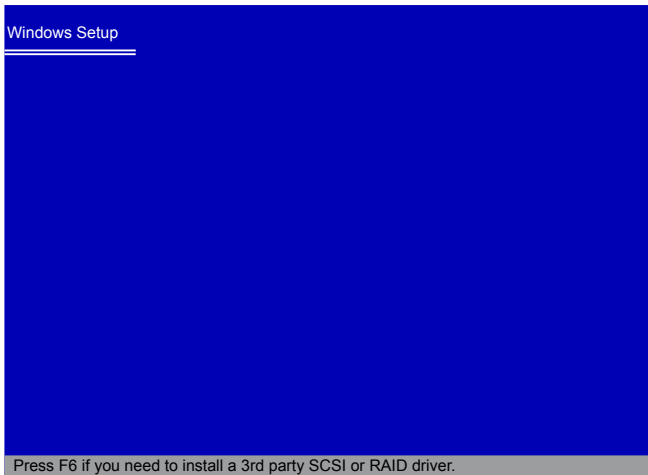 Windows Setup
Press F6 if you need to install a 3rd party SCSI or RAID driver.